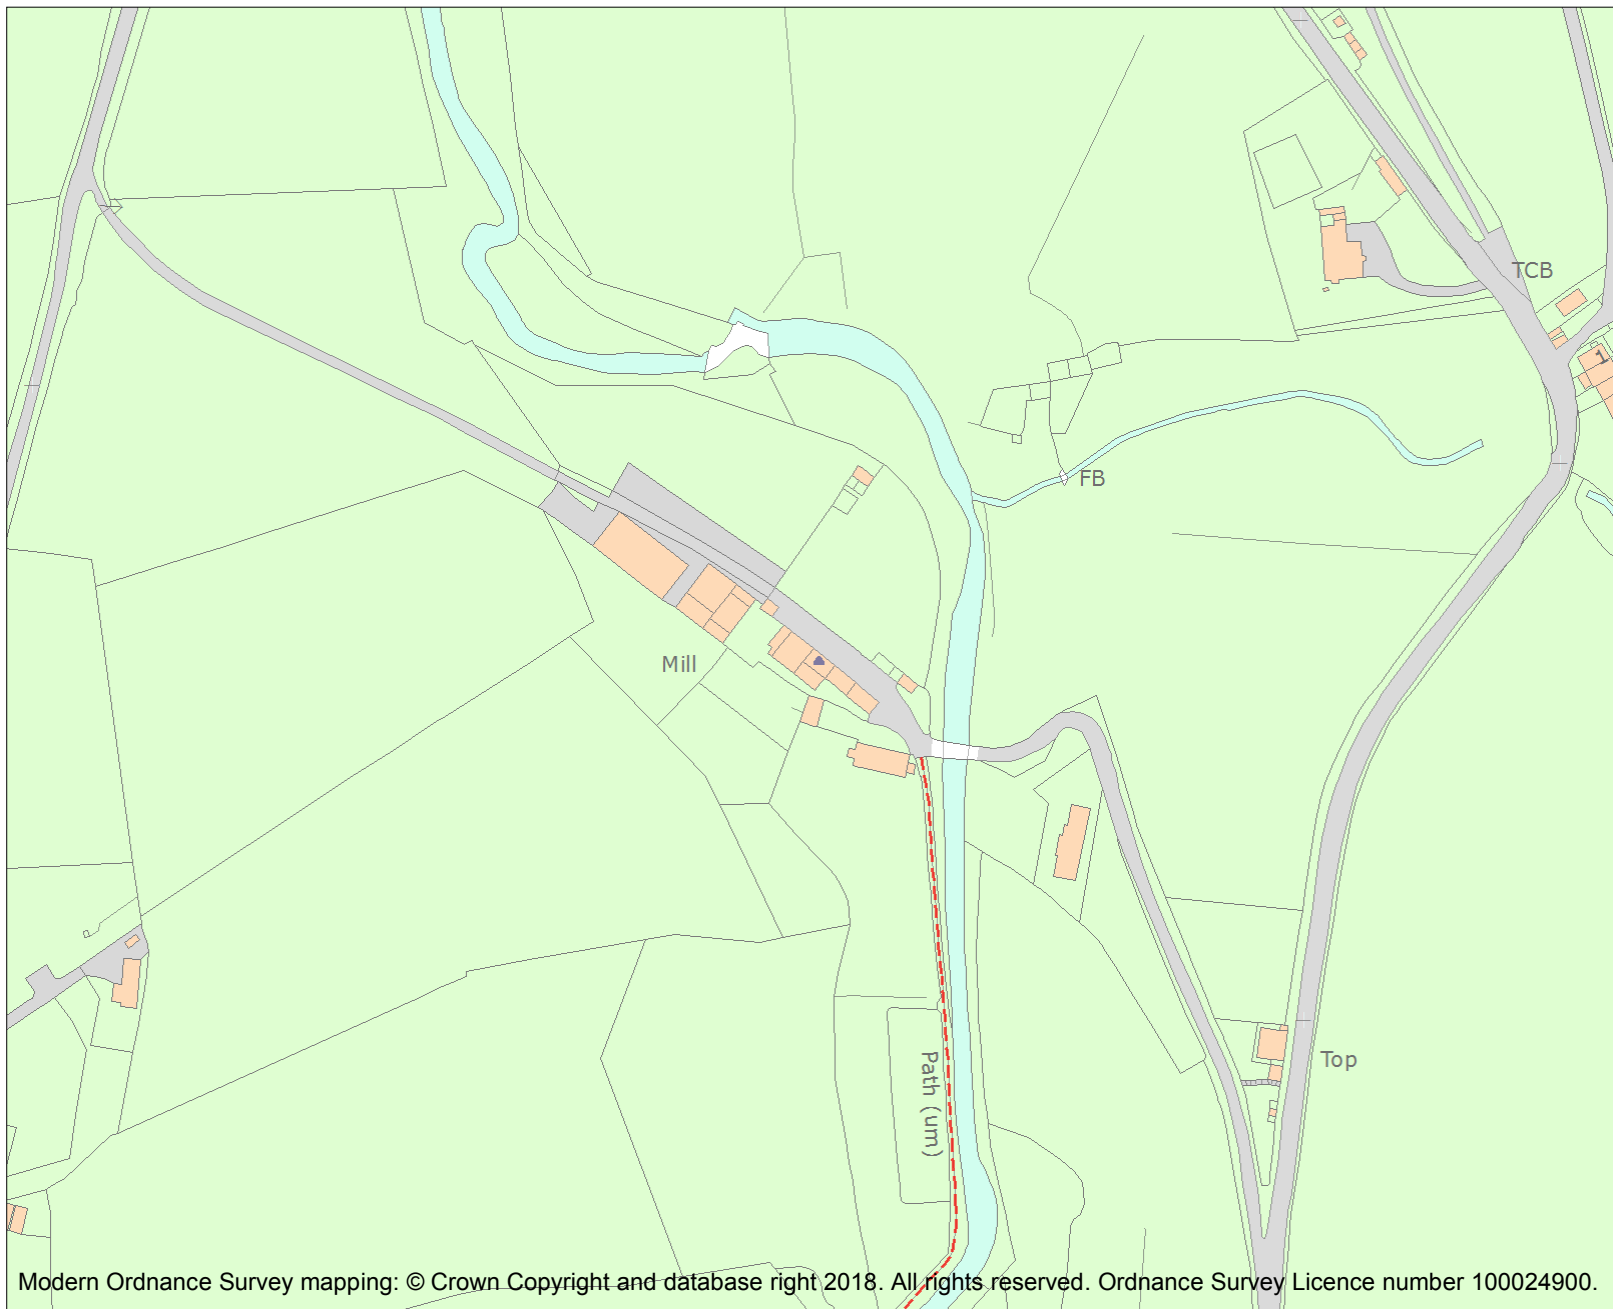 TCB
1
FB
Mill
Top
Path (um)
Modern Ordnance Survey mapping: © Crown Copyright and database right 2018. All rights reserved. Ordnance Survey Licence number 100024900.